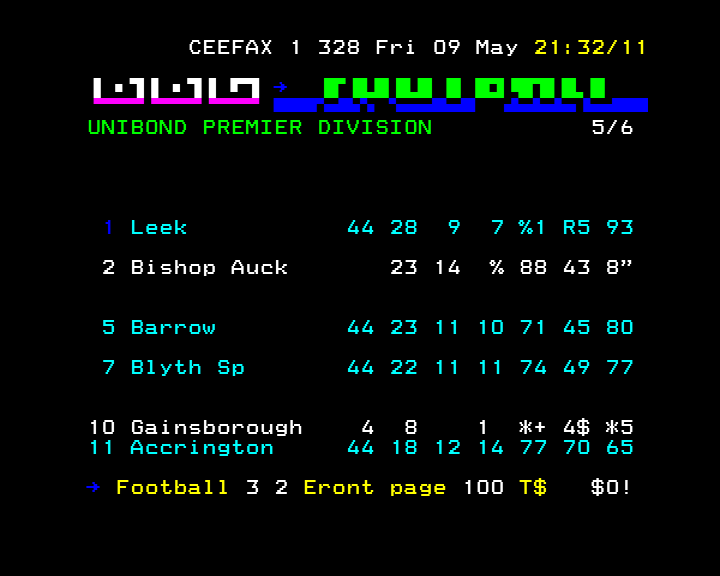 CEEFAX 1 328 Fri 09 May 21:32/11
UNIBOND PREMIER DIVISION 5/6
1 Leek 44 28 9 7 %1 R5 93
2 Bishop Auck 23 14 % 88 43 8”
5 Barrow 44 23 11 10 71 45 80
7 Blyth Sp 44 22 11 11 74 49 77
10 Gainsborough 4 8 1 *+ 4$ *5
11 Accrington 44 18 12 14 77 70 65
→ Football 3 2 Eront page 100 T$ $0!